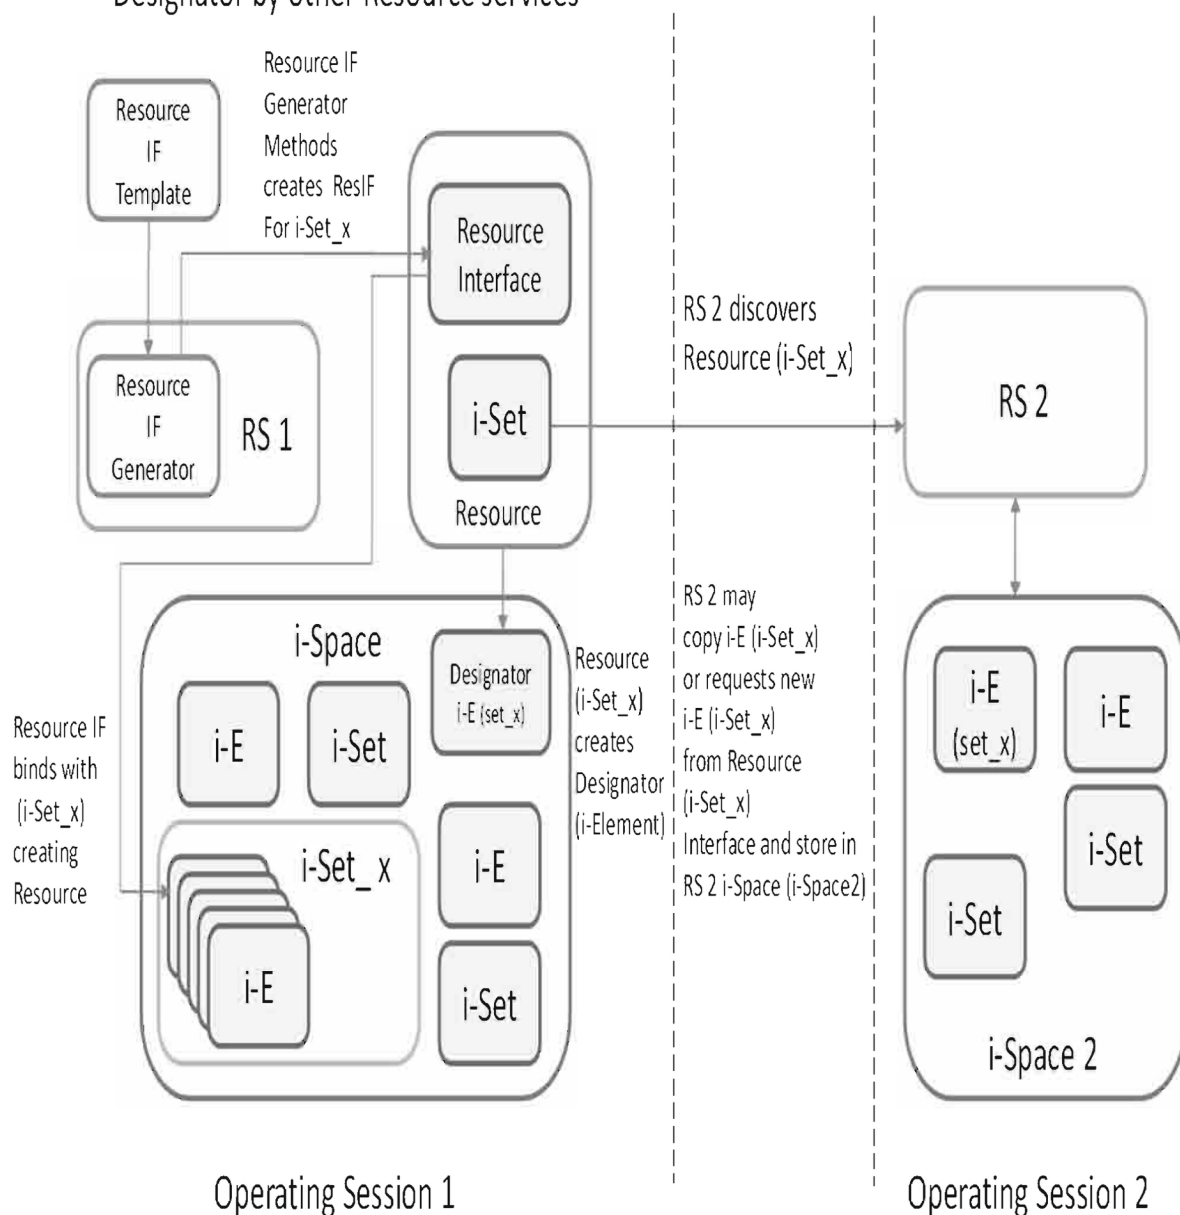 Designator by other Resource services
Resource IF
Generator
Methods
creates ResIF
For i-Set_x
Resource
IF
Template
Resource
Interface
Resource
IF
Generator
RS 1
i-Set
Resource
RS 2 discovers
Resource (i-Set_x)
RS 2
i-Space
Designator
i-E (set_x)
i-E
i-Set
Resource IF
binds with
(i-Set_x)
creating
Resource
i-Set_ x
i-E
i-E
i-Set
Resource
(i-Set_x)
creates
Designator
(i-Element)
RS 2 may
copy i-E (i-Set_x)
or requests new
i-E (i-Set_x)
from Resource
(i-Set_x)
Interface and store in
RS 2 i-Space (i-Space2)
i-E
(set_x)
i-E
i-Set
i-Set
i-Space 2
Operating Session 1
Operating Session 2